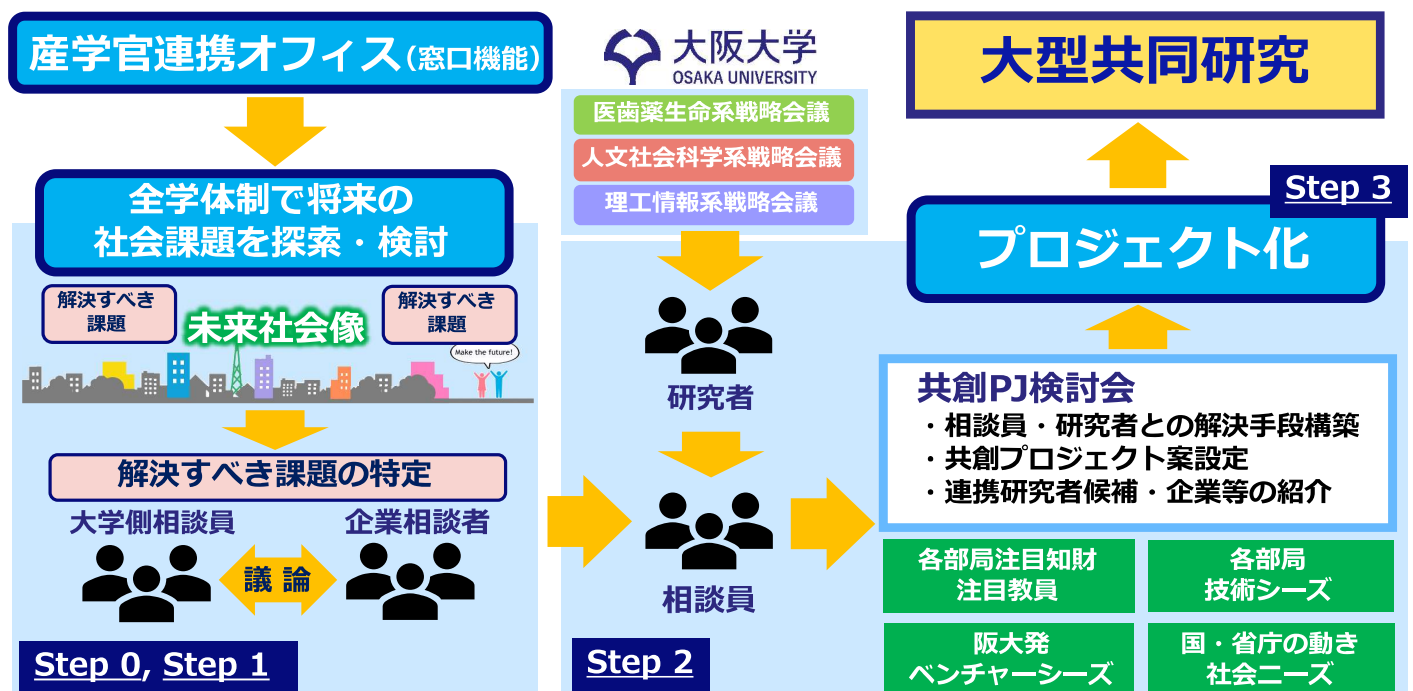 産学官連携オフィス(窓口機能)
全学体制で将来の
社会課題を探索・検討
解決すべき
課題
未来社会像
解決すべき
課題
Make the future!
解決すべき課題の特定
大学側相談員
企業相談者
議論
Step 0, Step 1
大阪大学
OSAKA UNIVERSITY
医歯薬生命系戦略会議
人文社会科学系戦略会議
理工情報系戦略会議
研究者
相談員
Step 2
大型共同研究
Step 3
プロジェクト化
共創PJ検討会
・相談員・研究者との解決手段構築
・共創プロジェクト案設定
・連携研究者候補・企業等の紹介
各部局注目知財
注目教員
各部局
技術シーズ
阪大発
ベンチャーシーズ
国・省庁の動き
社会ニーズ